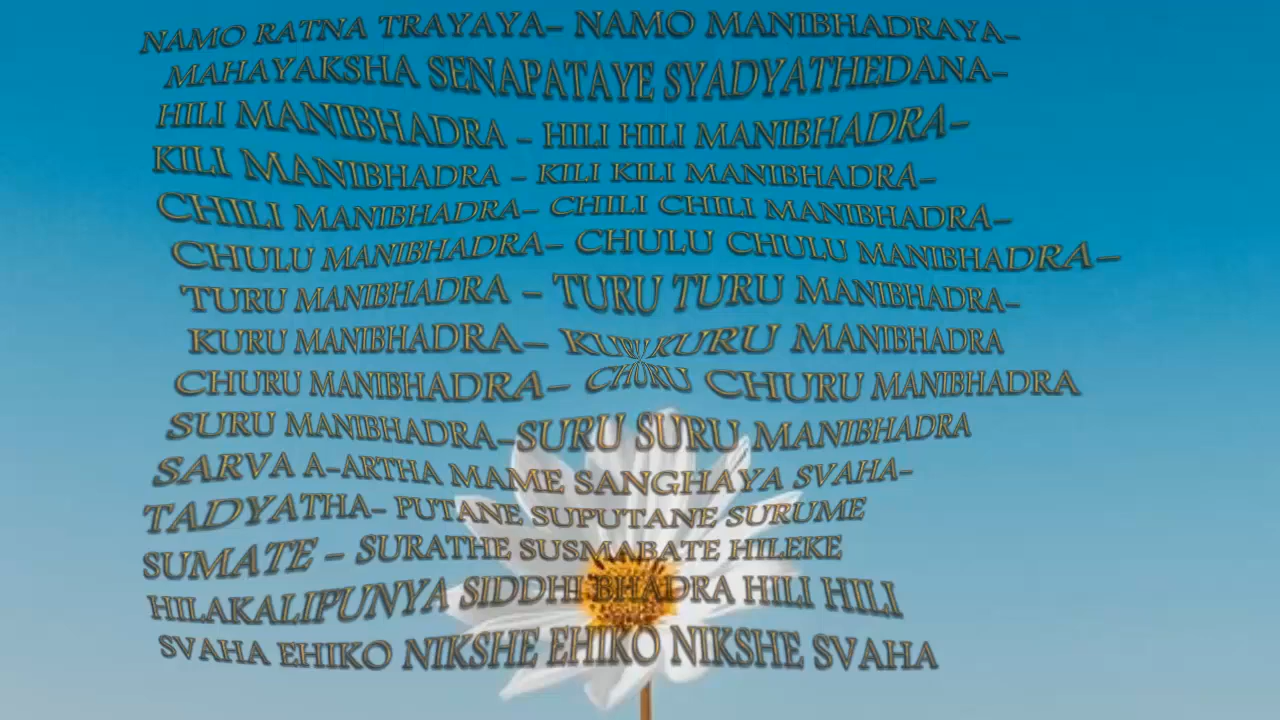 NAMO RATNA TRAYAYA– NAMO MANIBHADRAYA–
MAHAYAKSHA SENAPATAYE SYADYATHEDANA–
HILI MANIBHADRA – HILI HILI MANIBHADRA–
KILI MANIBHADRA – KILI KILI MANIBHADRA–
CHILI MANIBHADRA– CHILI CHILI MANIBHADRA–
CHULU MANIBHADRA– CHULU CHULU MANIBHADRA–
TURU MANIBHADRA – TURU TURU MANIBHADRA–
KURU MANIBHADRA– KURU KURU MANIBHADRA
CHURU MANIBHADRA– CHURU CHURU MANIBHADRA
SURU MANIBHADRA–SURU SURU MANIBHADRA
SARVA A–ARTHA MAME SANGHAYA SVAHA–
TADYATHA– PUTANE SUPUTANE SURUME
SUMATE – SURATHE SUSMABATE HILEKE
HILAKALIPUNYA SIDDHI BHADRA HILI HILI
SVAHA EHIKO NIKSHE EHIKO NIKSHE SVAHA